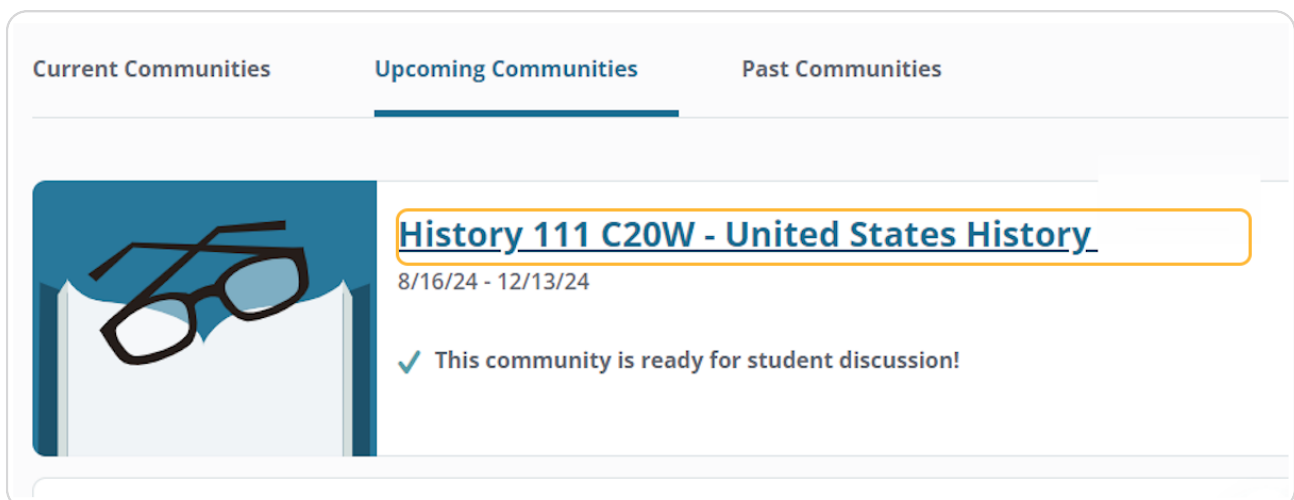 Current Communities Upcoming Communities Past Communities
History 111 C20W - United States History
8/16/24 - 12/13/24
This community is ready for student discussion!